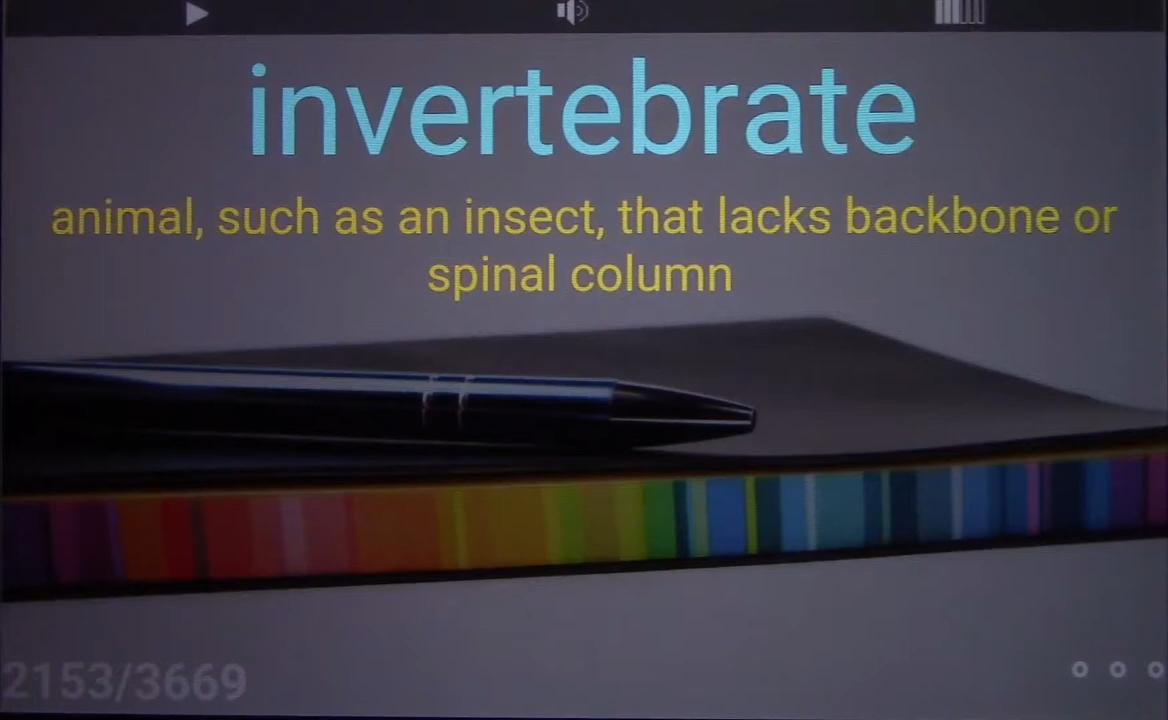 invertebrate
animal, such as an insect, that lacks backbone or
spinal column
2153/3669